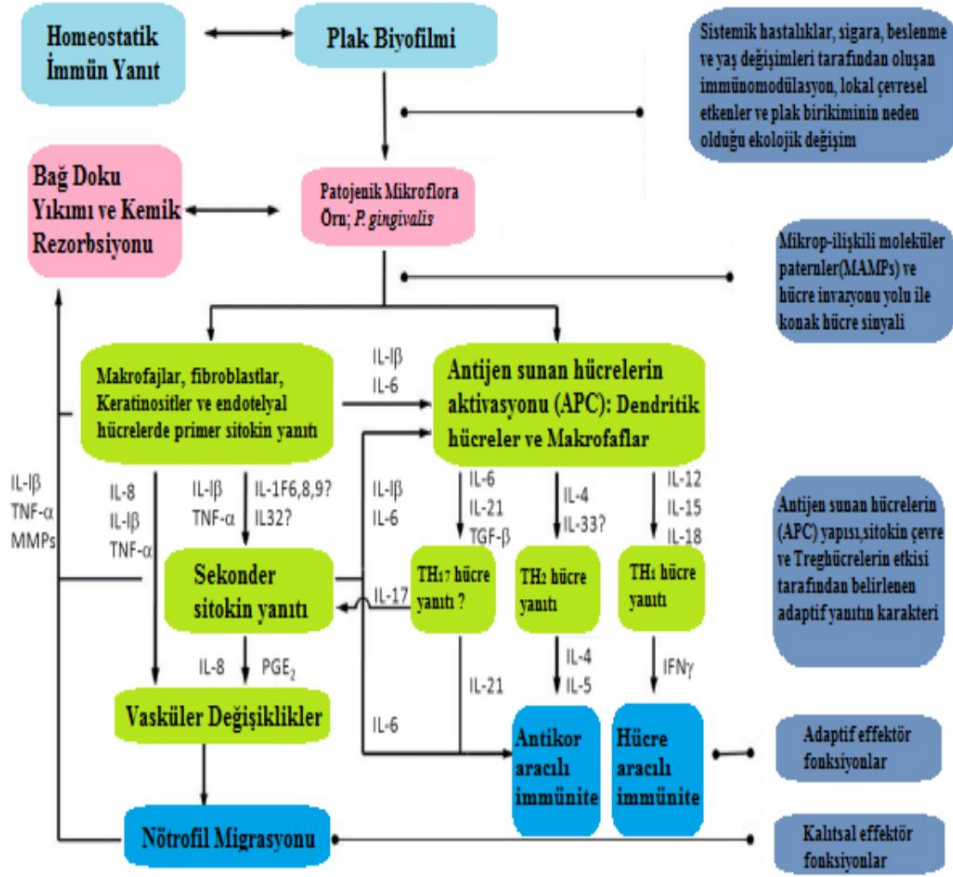 Homeostatik
İmmün Yanıt
Plak Biyofilmi
Sistemik hastalıklar, sigara, beslenme
ve yaş değişimleri tarafından oluşan
immünomodülasyon, lokal çevresel
etkenler ve plak birikiminin neden
olduğu ekolojik değişim
Bağ Doku
Yıkımı ve Kemik
Rezorbsiyonu
Patojenik Mikroflora
Örn; P. gingivalis
Mikrop-ilişkili moleküler
paternler(MAMPs) ve
hücre invazyonu yolu ile
konak hücre sinyali
Makrofajlar, fibroblastlar,
Keratinositler ve endotelyal
hücrelerde primer sitokin yanıtı
IL-lβ
IL-6
Antijen sunan hücrelerin
aktivasyonu (APC): Dendritik
hücreler ve Makrofaflar
IL-lβ
TNF-α
MMPs
IL-8
IL-lβ
TNF-α
IL-lβ
TNF-α
IL-1F6,8,9?
IL32?
IL-lβ
IL-6
IL-6
IL-21
TGF-β
IL-4
IL-33?
IL-12
IL-15
IL-18
Antijen sunan hücrelerin
(APC) yapısı,sitokin çevre
ve Treghücrelerin etkisi
tarafından belirlenen
adaptif yanıtın karakteri
Sekonder
sitokin yanıtı
IL-17
TH17 hücre
yanıtı ?
TH2 hücre
yanıtı
TH1 hücre
yanıtı
IL-8
PGE2
IL-21
IL-4
IL-5
IFNγ
Vasküler Değişiklikler
IL-6
Antikor
aracılı
immünite
Hücre
aracılı
immünite
Adaptif effektör
fonksiyonlar
Nötrofil Migrasyonu
Kalıtsal effektör
fonksiyonlar